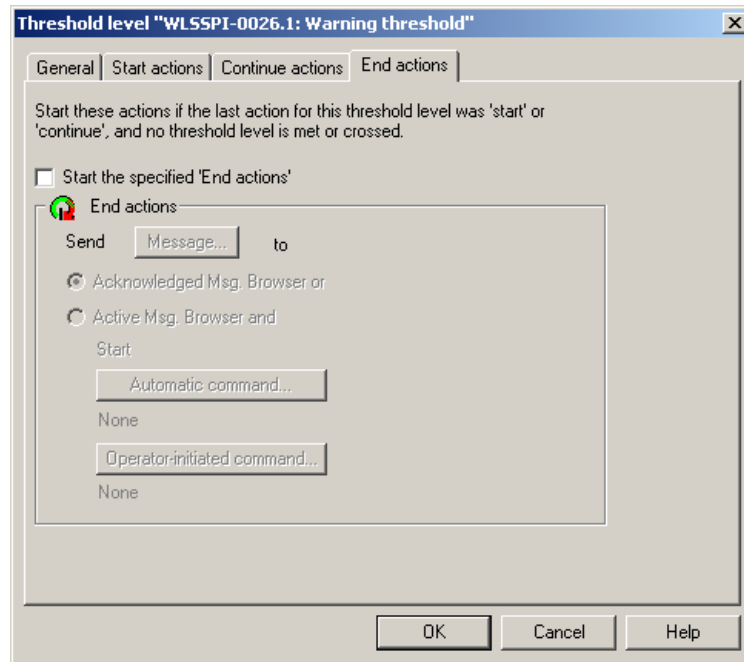 Threshold level "WLSSPI-0026.1: Warning threshold"
General Start actions Continue actions End actions
Start these actions if the last action for this threshold level was 'start' or
'continue', and no threshold level is met or crossed.
Start the specified 'End actions'
End actions
Send Message... to
Acknowledged Msg. Browser or
Active Msg. Browser and
Start
Automatic command...
None
Operator-initiated command...
None
OK Cancel Help